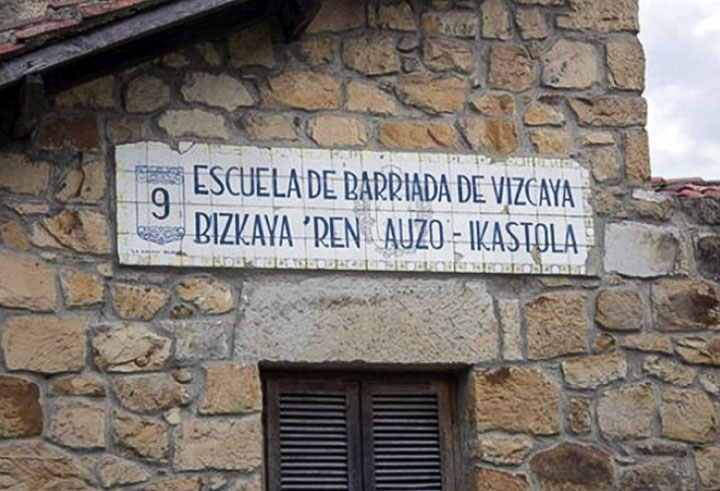 9
ESCUELA DE BARRIADA DE VIZCAYA
BIZKAYA 'REN AUZO - IKASTOLA